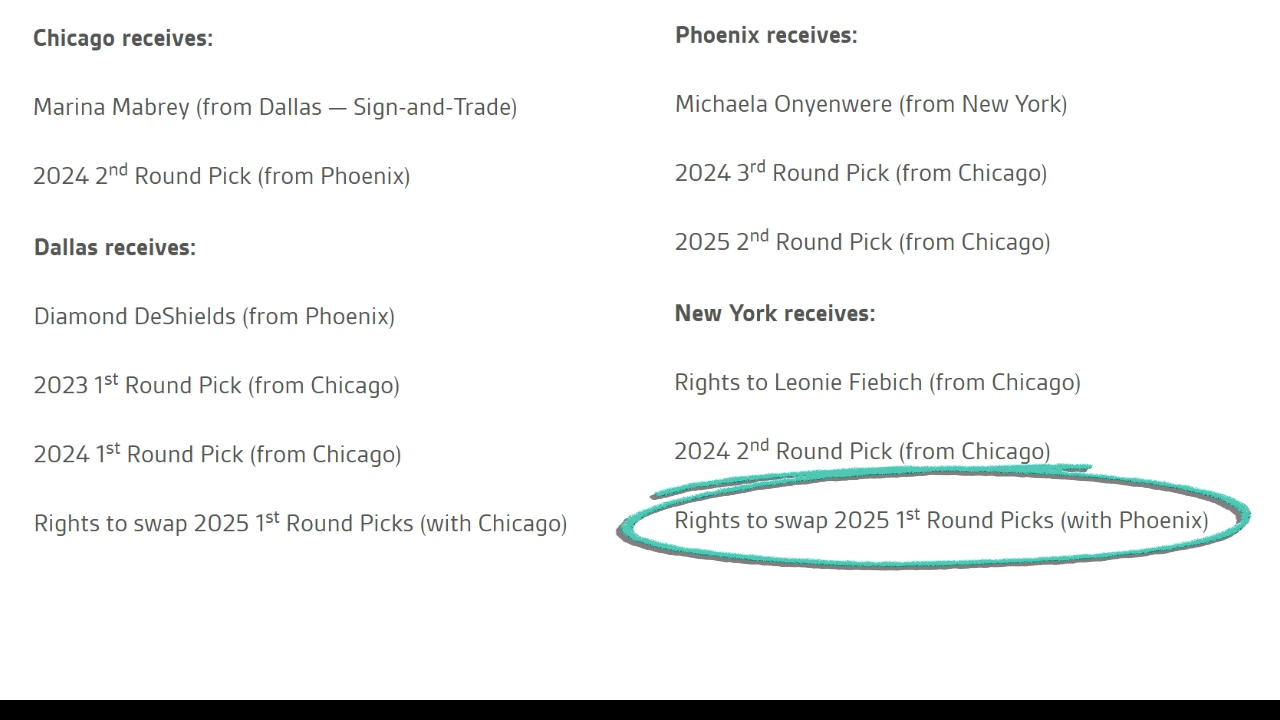 Chicago receives:
Marina Mabrey (from Dallas — Sign-and-Trade)
2024 2nd Round Pick (from Phoenix)
Dallas receives:
Diamond DeShields (from Phoenix)
2023 1st Round Pick (from Chicago)
2024 1st Round Pick (from Chicago)
Rights to swap 2025 1st Round Picks (with Chicago)
Phoenix receives:
Michaela Onyenwere (from New York)
2024 3rd Round Pick (from Chicago)
2025 2nd Round Pick (from Chicago)
New York receives:
Rights to Leonie Fiebich (from Chicago)
2024 2nd Round Pick (from Chicago)
Rights to swap 2025 1st Round Picks (with Phoenix)